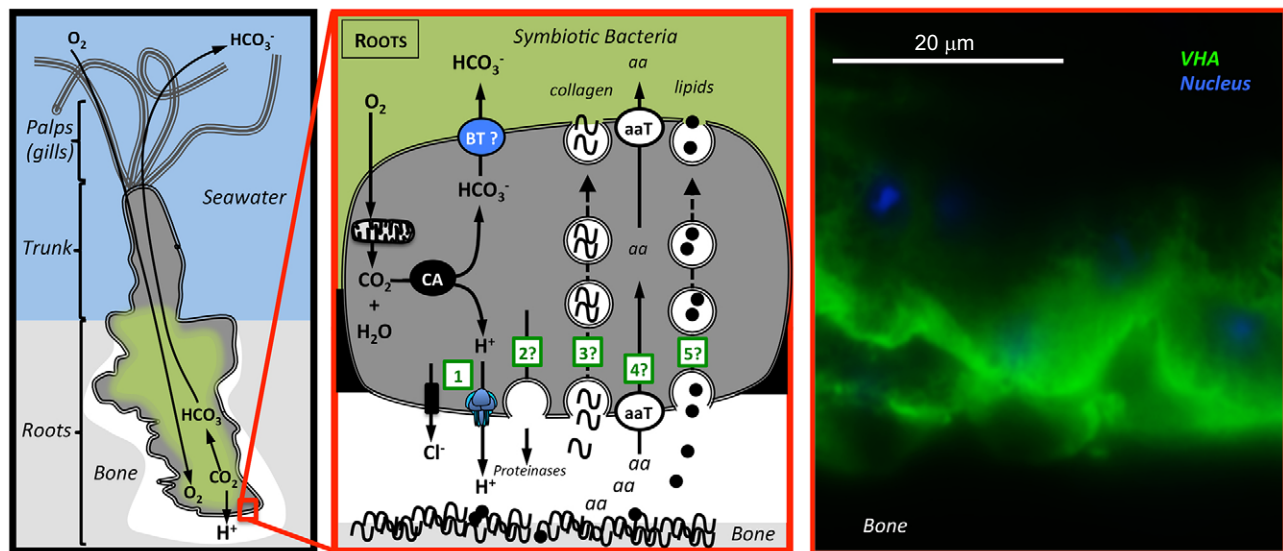 O₂
HCO₃⁻
Palps
(gills)
Seawater
Trunk
Roots
HCO₃⁻
Bone
CO₂
O₂
H⁺
ROOTS
Symbiotic Bacteria
HCO₃⁻
aa
collagen
lipids
O₂
BT ?
aaT
HCO₃⁻
aa
CO₂
CA
+
H₂O
H⁺
1
2?
3?
4?
5?
aaT
Cl⁻
Proteinases
aa
H⁺
aa
aa
Bone
20 µm
VHA
Nucleus
Bone